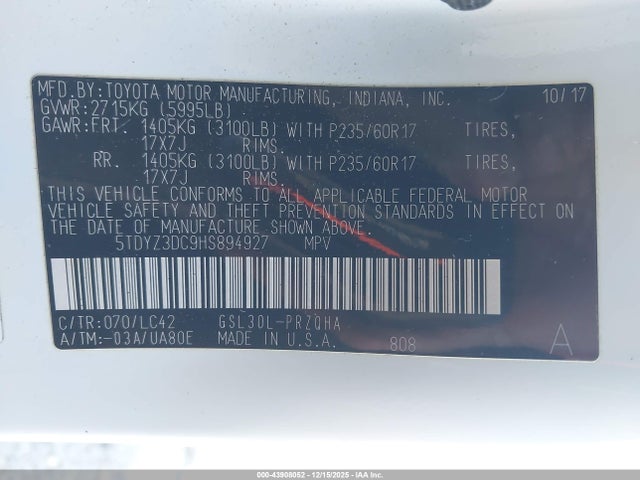 MFD.BY:TOYOTA MOTOR MANUFACTURING, INDIANA, INC. 10/17
GVWR:2715KG (5995LB)
GAWR:FRT. 1405KG (3100LB) WITH P235/60R17 TIRES,
17X7J RIMS.
RR. 1405KG (3100LB) WITH P235/60R17 TIRES,
17X7J RIMS.
THIS VEHICLE CONFORMS TO ALL APPLICABLE FEDERAL MOTOR
VEHICLE SAFETY AND THEFT PREVENTION STANDARDS IN EFFECT ON
THE DATE OF MANUFACTURE SHOWN ABOVE.
5TDYZ3DC9HS894927 MPV
C/TR:070/LC42 GSL30L-PRZQHA
A/TM:-03A/UA80E MADE IN U.S.A. 808 A
000-43908052 - 12/15/2025 - IAA Inc.